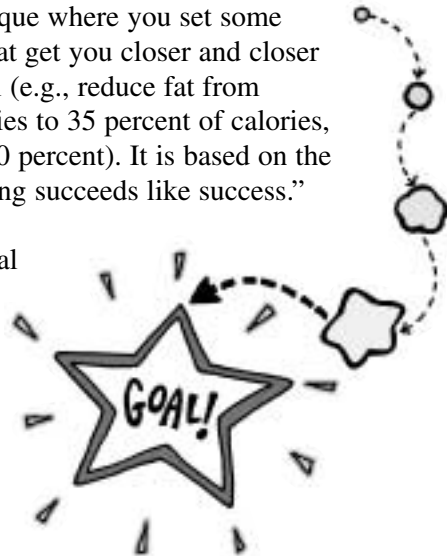 que where you set some
at get you closer and closer
(e.g., reduce fat from
ies to 35 percent of calories,
0 percent). It is based on the
ng succeeds like success.”
al
GOAL!